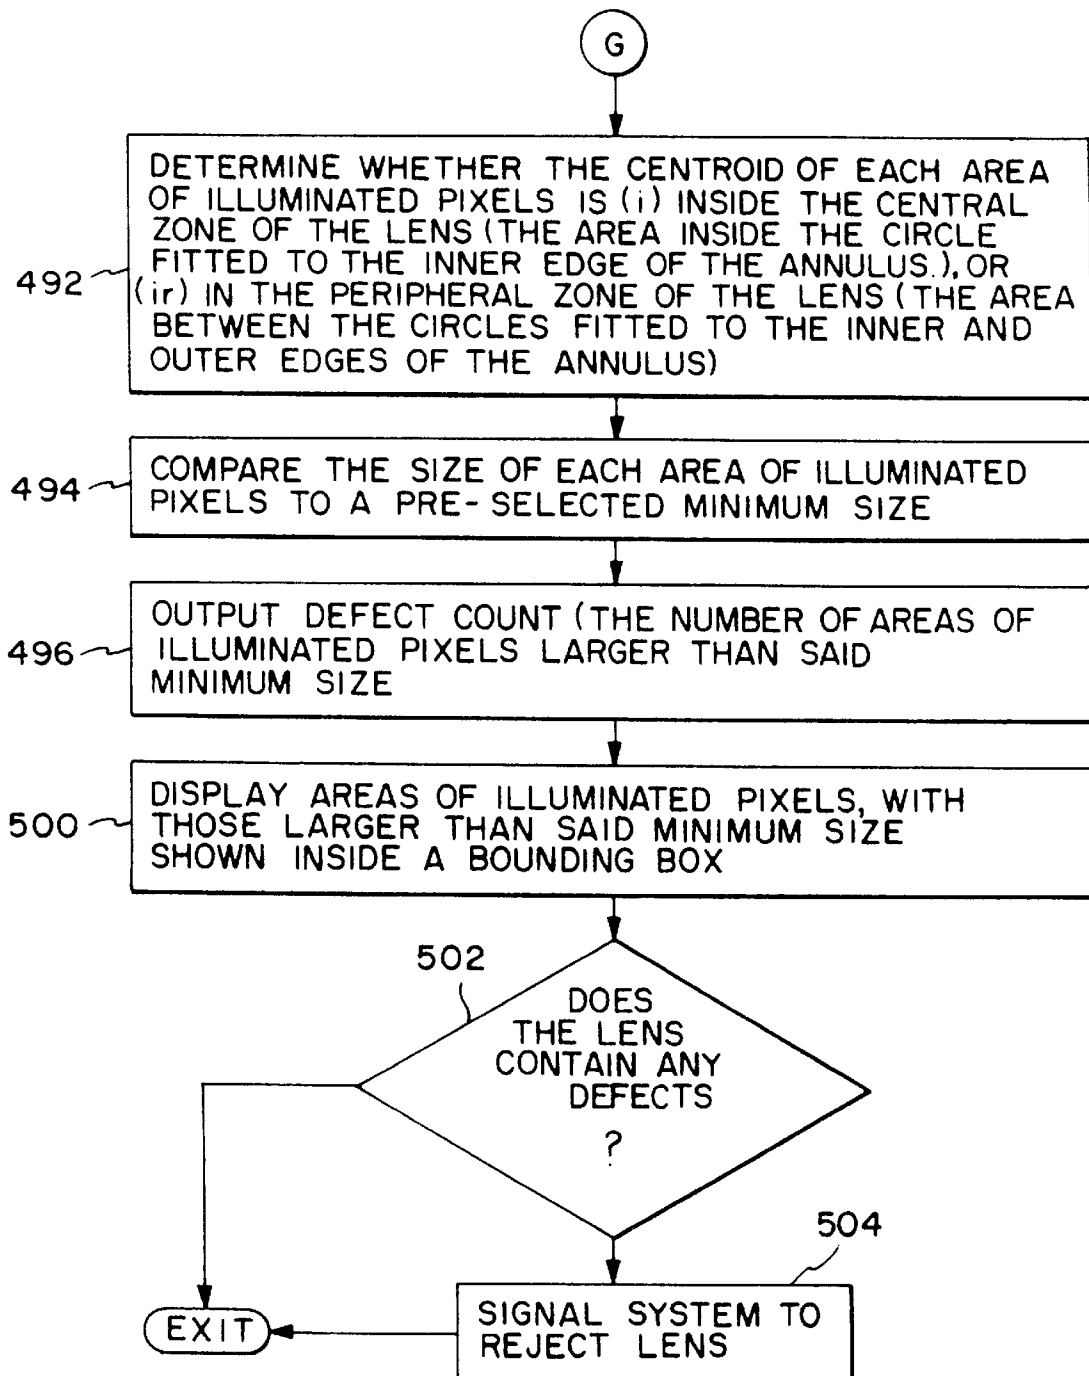 G
DETERMINE WHETHER THE CENTROID OF EACH AREA
OF ILLUMINATED PIXELS IS (i) INSIDE THE CENTRAL
ZONE OF THE LENS (THE AREA INSIDE THE CIRCLE
FITTED TO THE INNER EDGE OF THE ANNULUS.), OR
(ir) IN THE PERIPHERAL ZONE OF THE LENS (THE AREA
BETWEEN THE CIRCLES FITTED TO THE INNER AND
OUTER EDGES OF THE ANNULUS)
492
COMPARE THE SIZE OF EACH AREA OF ILLUMINATED
PIXELS TO A PRE-SELECTED MINIMUM SIZE
494
OUTPUT DEFECT COUNT (THE NUMBER OF AREAS OF
ILLUMINATED PIXELS LARGER THAN SAID
MINIMUM SIZE
496
DISPLAY AREAS OF ILLUMINATED PIXELS, WITH
THOSE LARGER THAN SAID MINIMUM SIZE
SHOWN INSIDE A BOUNDING BOX
500
502
DOES
THE LENS
CONTAIN ANY
DEFECTS
?
504
SIGNAL SYSTEM TO
REJECT LENS
EXIT